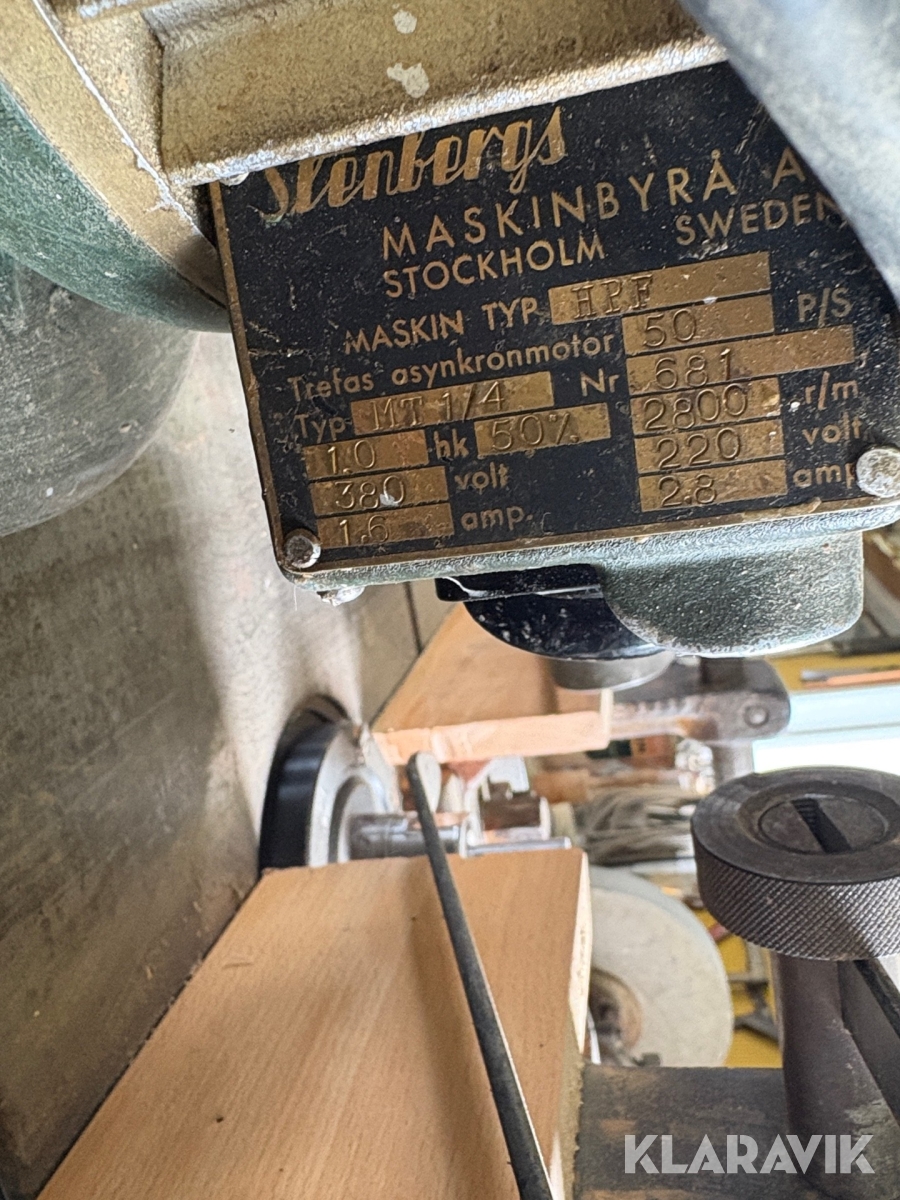 Stenbergs
MASKINBYRÅ A
STOCKHOLM SWEDEN
MASKIN TYP HPF
Trefas asynkronmotor 50 P/S
Typ MT 1/4 Nr 681
1.0 hk 50% 2800 r/m
380 volt 220 volt
1.6 amp. 2.8 amp.
KLARAVIK